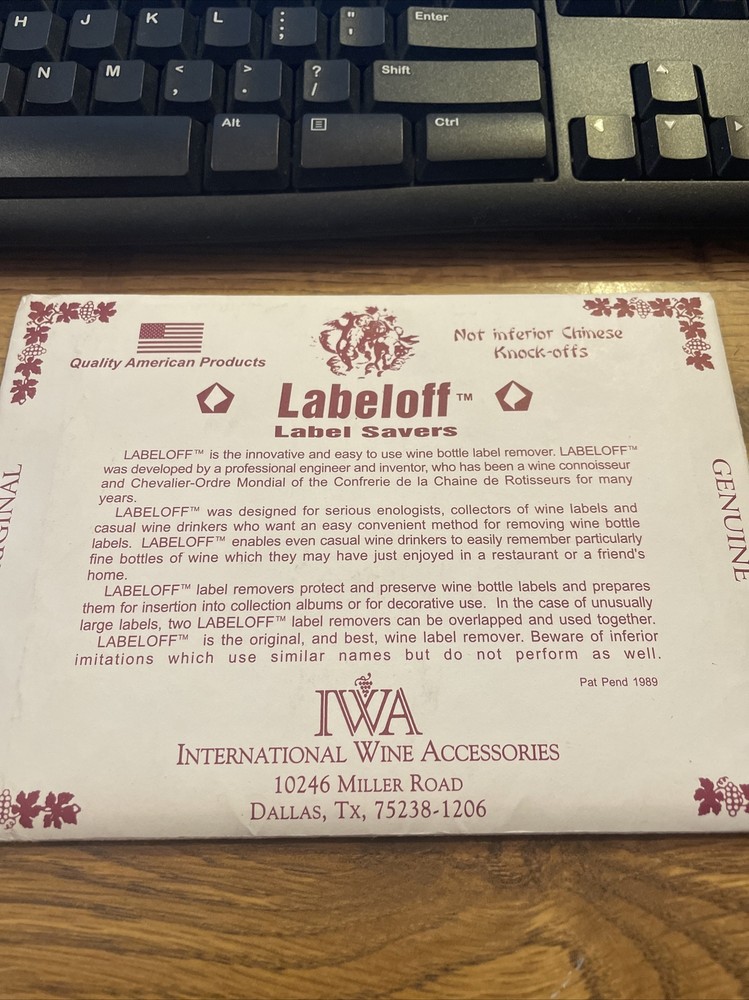 H J K L : ; " ' Enter
N M < , > . ? / Shift
Alt Ctrl
Quality American Products
Not inferior Chinese
Knock-offs
Labeloff™
Label Savers
LABELOFF™ is the innovative and easy to use wine bottle label remover. LABELOFF™
was developed by a professional engineer and inventor, who has been a wine connoisseur
and Chevalier-Ordre Mondial of the Confrerie de la Chaine de Rotisseurs for many
years.
LABELOFF™ was designed for serious enologists, collectors of wine labels and
casual wine drinkers who want an easy convenient method for removing wine bottle
labels. LABELOFF™ enables even casual wine drinkers to easily remember particularly
fine bottles of wine which they may have just enjoyed in a restaurant or a friend's
home.
LABELOFF™ label removers protect and preserve wine bottle labels and prepares
them for insertion into collection albums or for decorative use. In the case of unusually
large labels, two LABELOFF™ label removers can be overlapped and used together.
LABELOFF™ is the original, and best, wine label remover. Beware of inferior
imitations which use similar names but do not perform as well.
Pat Pend 1989
IWA
INTERNATIONAL WINE ACCESSORIES
10246 MILLER ROAD
DALLAS, TX, 75238-1206
GENUINE